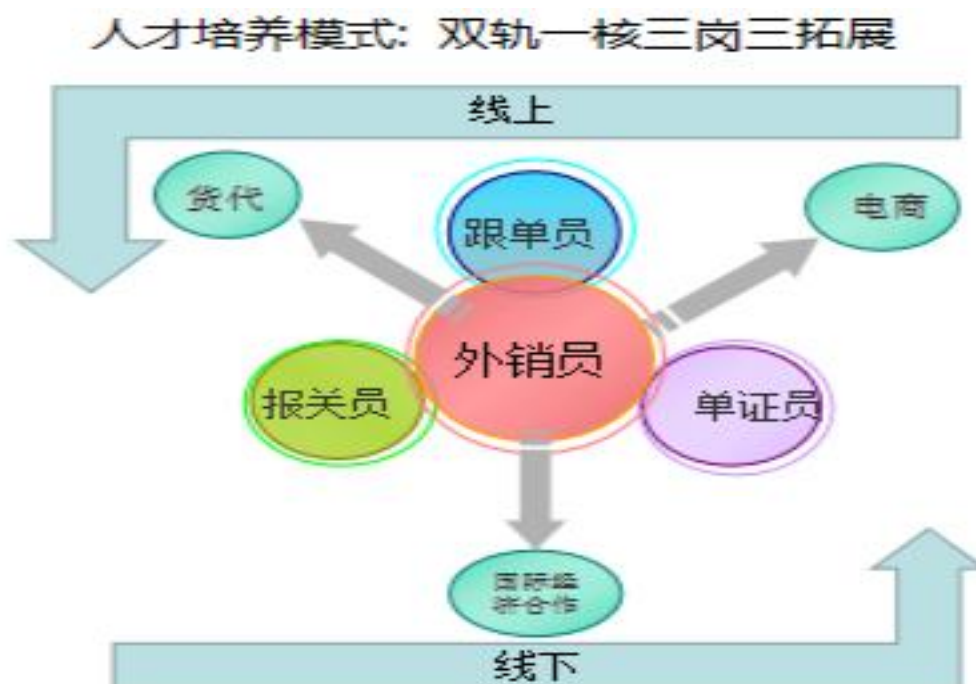 人才培养模式: 双轨一核三岗三拓展
线上
货代
跟单员
电商
外销员
报关员
单证员
国际经
济合作
线下